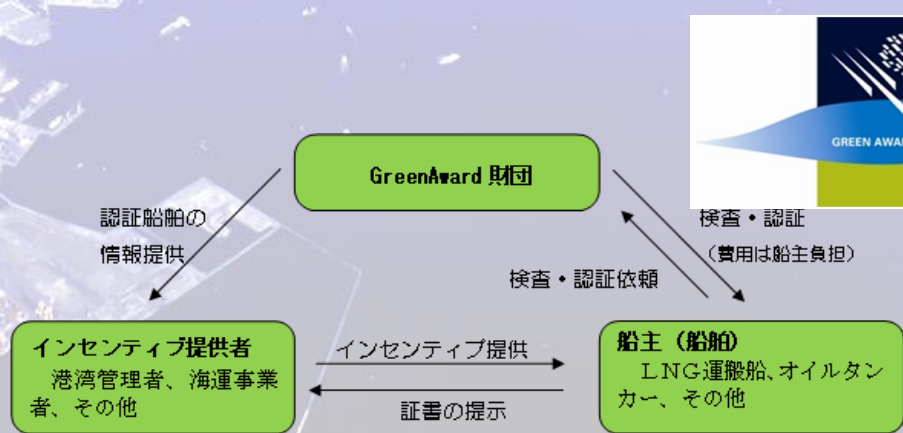 GREEN AWA
GreenAward 財団
認証船舶の
情報提供
検査・認証
（費用は船主負担）
検査・認証依頼
インセンティブ提供者
港湾管理者、海運事業
者、その他
インセンティブ提供
証書の提示
船主（船舶）
LNG運搬船、オイルタン
カー、その他